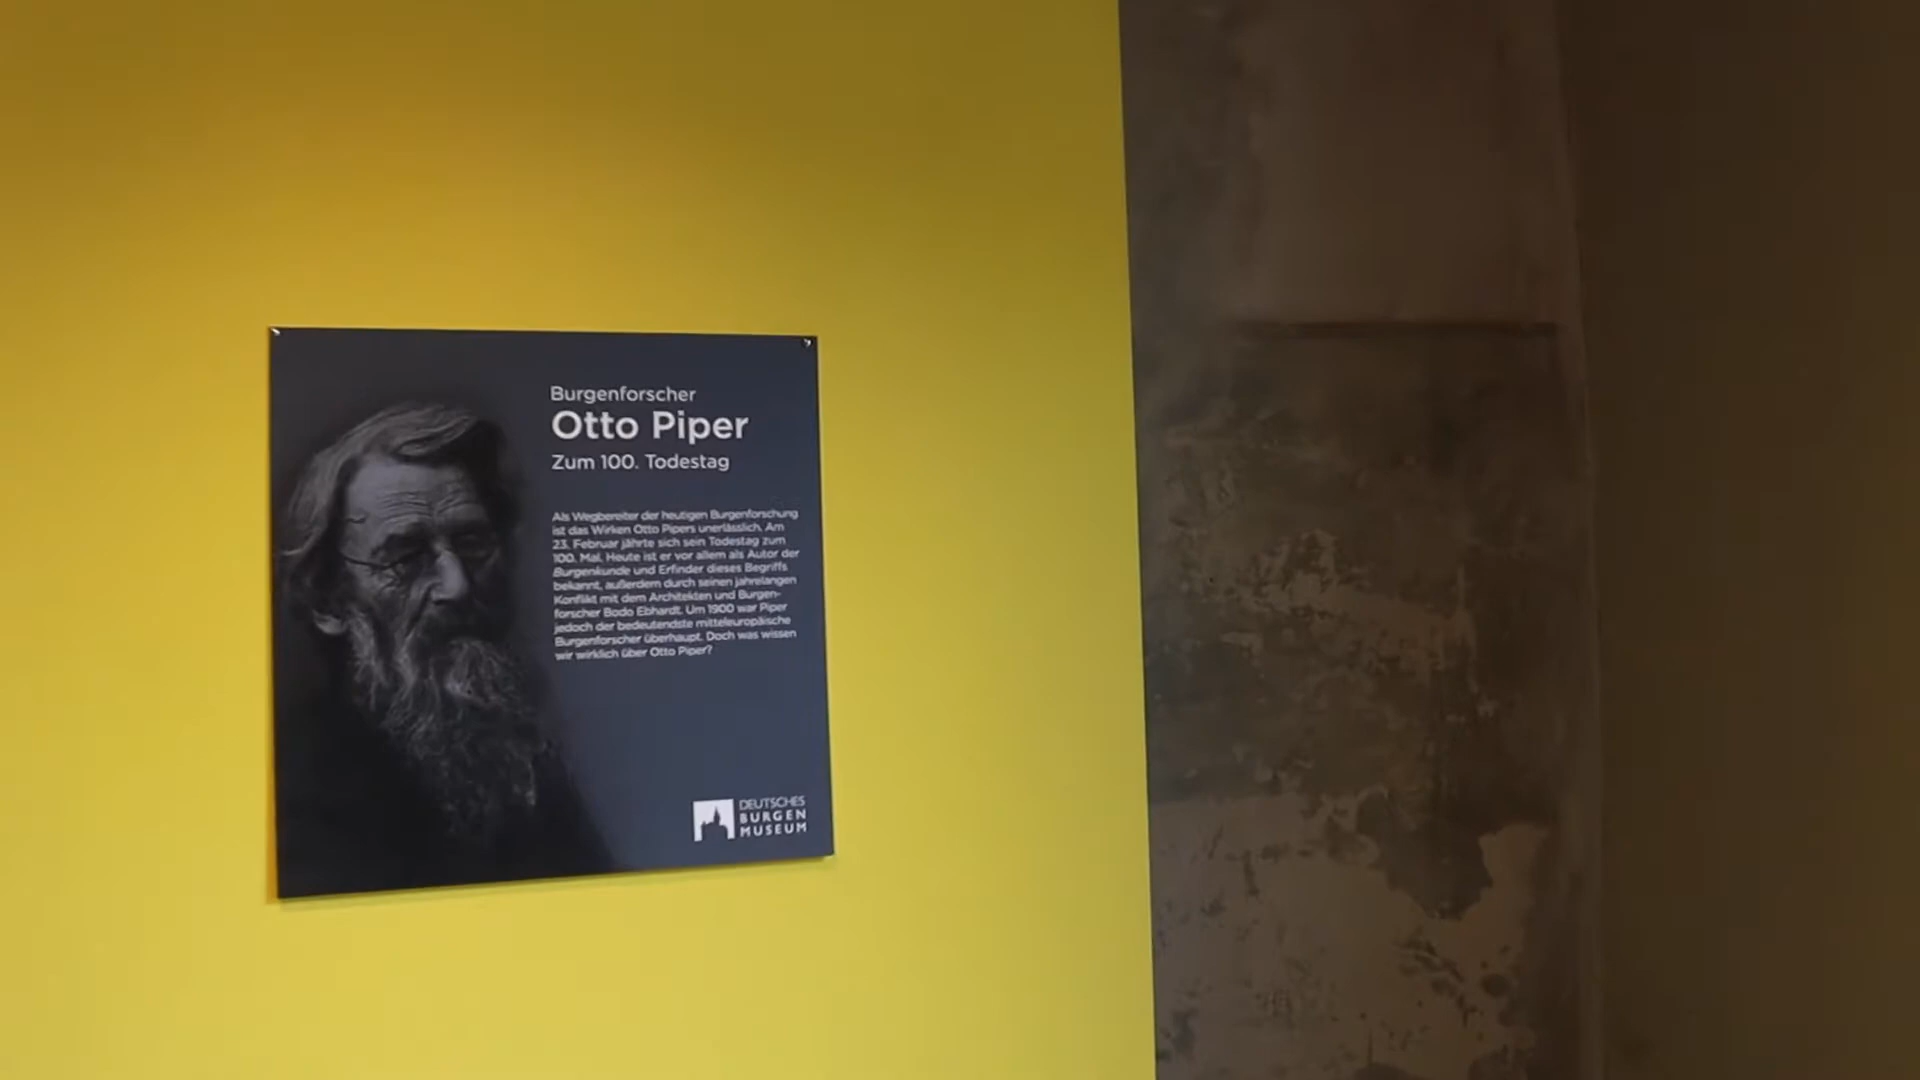 Burgenforscher
Otto Piper
Zum 100. Todestag
Als Wegbereiter der heutigen Burgenforschung
ist das Wirken Otto Pipers unerlässlich. Am
23. Februar jährte sich sein Todestag zum
100. Mal. Heute ist er vor allem als Autor der
Burgenkunde und Erfinder dieses Begriffs
bekannt, außerdem durch seinen jahrelangen
Konflikt mit dem Architekten und Burgen-
forscher Bodo Ebhardt. Um 1900 war Piper
jedoch der bedeutendste mitteleuropäische
Burgenforscher überhaupt. Doch was wissen
wir wirklich über Otto Piper?
DEUTSCHES
BURGEN
MUSEUM